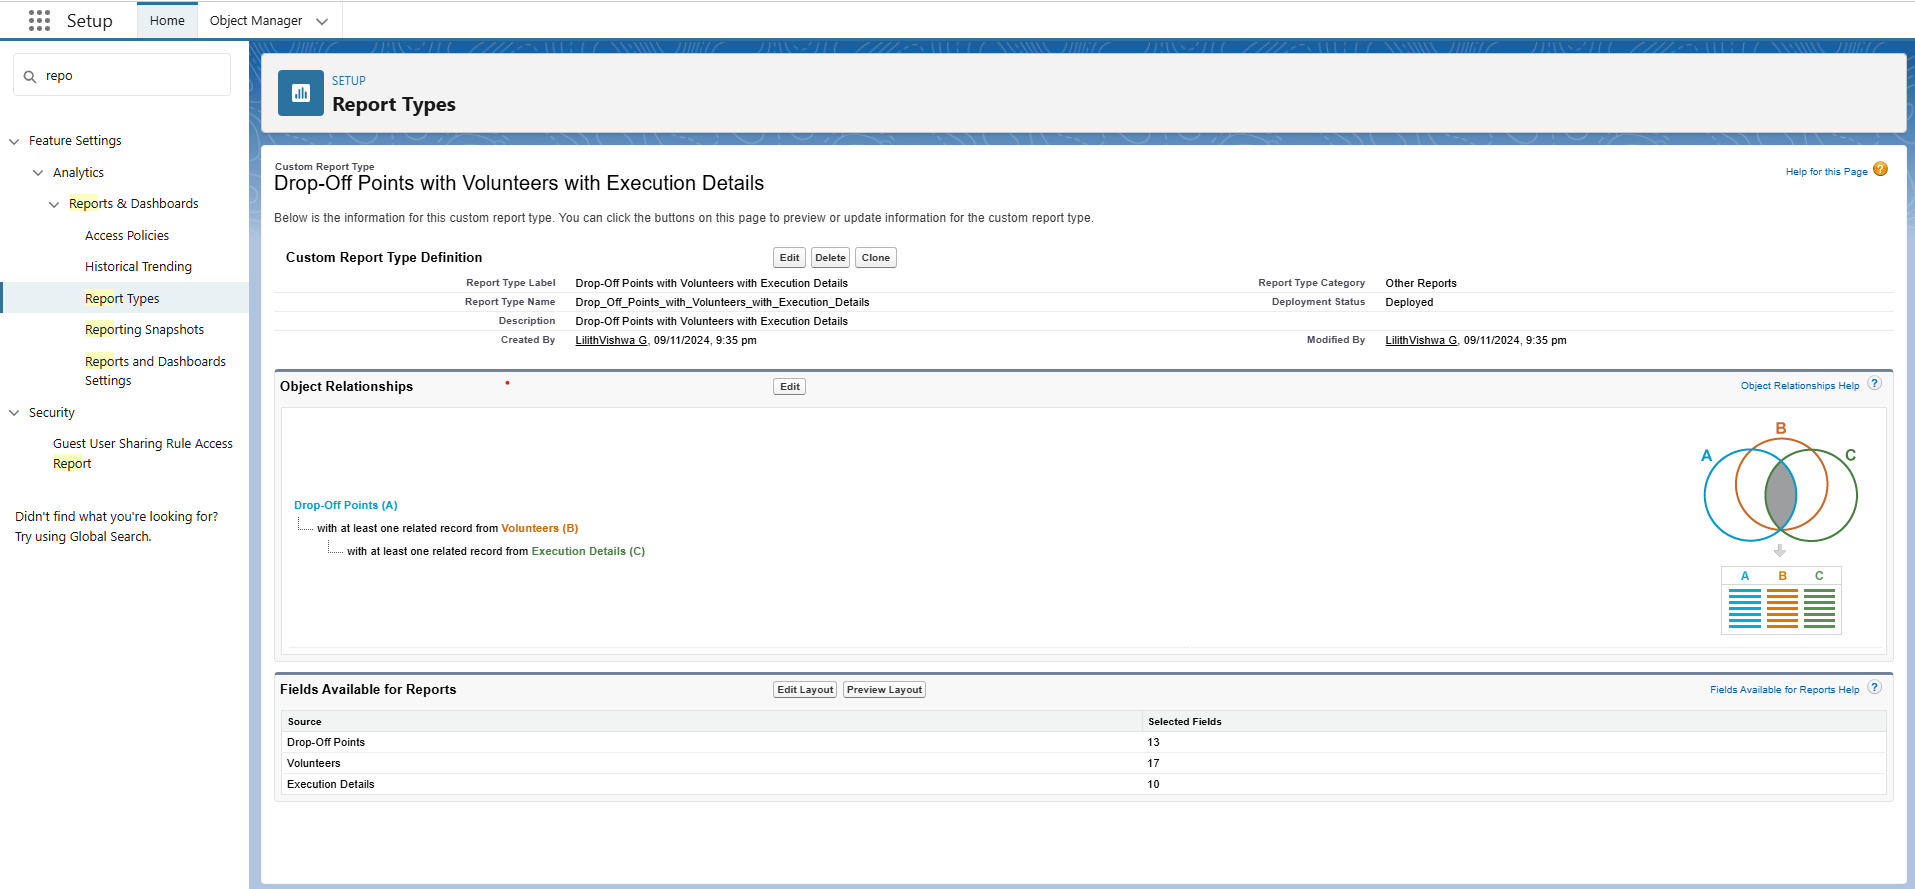 Setup
Home
Object Manager
repo
Feature Settings
Analytics
Reports & Dashboards
Access Policies
Historical Trending
Report Types
Reporting Snapshots
Reports and Dashboards
Settings
Security
Guest User Sharing Rule Access
Report
Didn't find what you're looking for?
Try using Global Search.
SETUP
Report Types
Custom Report Type
Drop-Off Points with Volunteers with Execution Details
Help for this Page ?
Below is the information for this custom report type. You can click the buttons on this page to preview or update information for the custom report type.
Custom Report Type Definition Edit Delete Clone
Report Type Label Drop-Off Points with Volunteers with Execution Details Report Type Category Other Reports
Report Type Name Drop_Off_Points_with_Volunteers_with_Execution_Details Deployment Status Deployed
Description Drop-Off Points with Volunteers with Execution Details
Created By LilithVishwa G, 09/11/2024, 9:35 pm Modified By LilithVishwa G, 09/11/2024, 9:35 pm
Object Relationships Edit Object Relationships Help ?
Drop-Off Points (A)
with at least one related record from Volunteers (B)
with at least one related record from Execution Details (C)
B
A C
A B C
Fields Available for Reports Edit Layout Preview Layout Fields Available for Reports Help ?
Source Selected Fields
Drop-Off Points 13
Volunteers 17
Execution Details 10